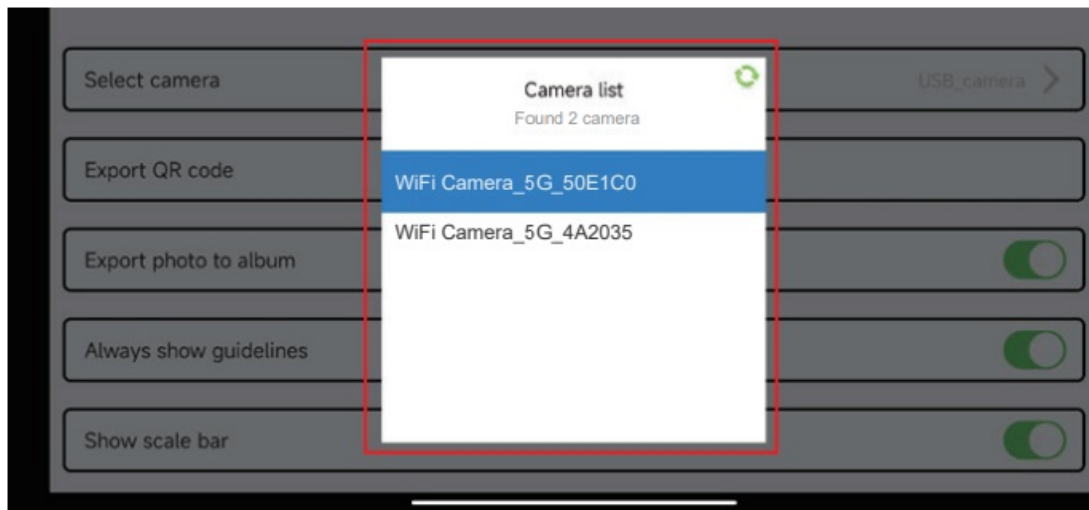 Select camera
USB_camera
Camera list
Found 2 camera
Export QR code
WiFi Camera_5G_50E1C0
WiFi Camera_5G_4A2035
Export photo to album
Always show guidelines
Show scale bar